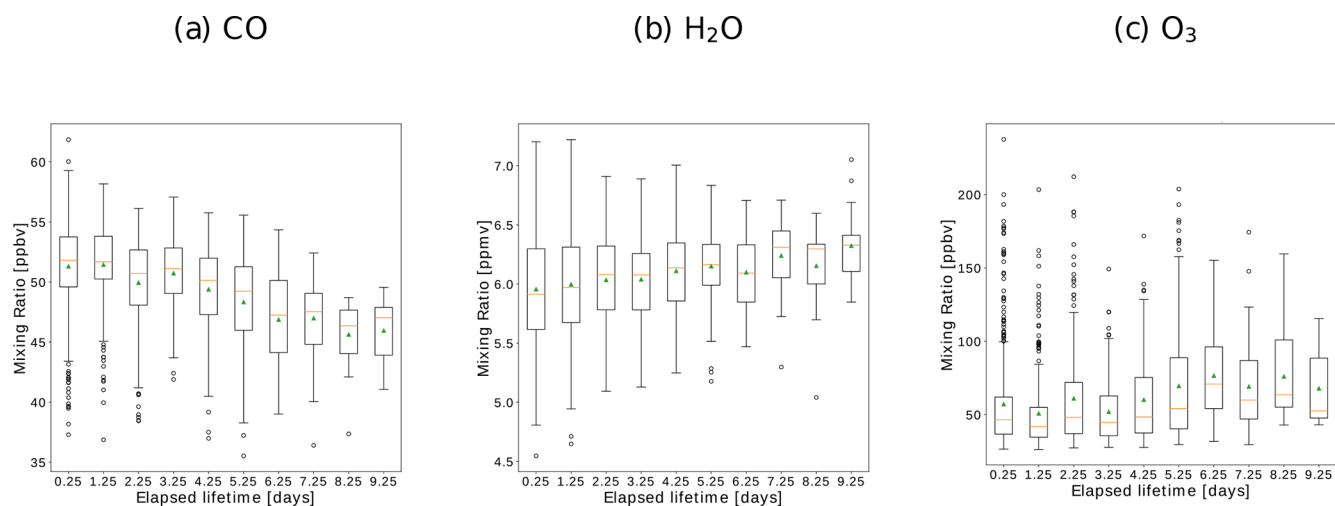 (a) CO
(b) H₂O
(c) O₃
Mixing Ratio [ppbv]
60
55
50
45
40
35
0.25 1.25 2.25 3.25 4.25 5.25 6.25 7.25 8.25 9.25
Elapsed lifetime [days]
Mixing Ratio [ppmv]
7.0
6.5
6.0
5.5
5.0
4.5
0.25 1.25 2.25 3.25 4.25 5.25 6.25 7.25 8.25 9.25
Elapsed lifetime [days]
Mixing Ratio [ppbv]
200
150
100
50
0.25 1.25 2.25 3.25 4.25 5.25 6.25 7.25 8.25 9.25
Elapsed lifetime [days]